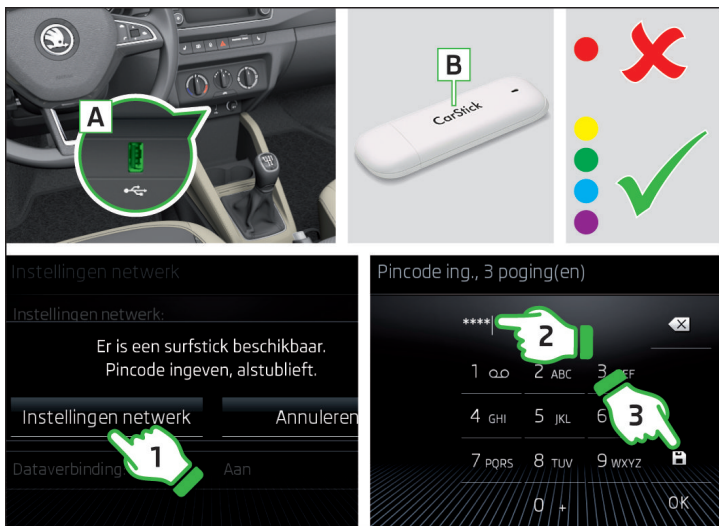 A
B
CarStick
Instellingen netwerk
Instellingen netwerk:
Er is een surfstick beschikbaar.
Pincode ingeven, alstublieft.
Instellingen netwerk
Annuleren
1
Dataverbinding:
Aan
Pincode ing., 3 poging(en)
****
2
1
2 ABC
3 DEF
4 GHI
5 JKL
6
3
7 PQRS
8 TUV
9 WXYZ
0 +
OK